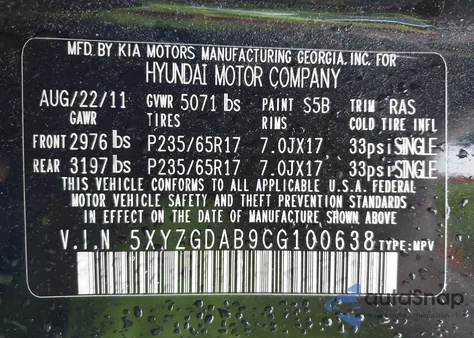 MFD. BY KIA MOTORS MANUFACTURING GEORGIA, INC. FOR
HYUNDAI MOTOR COMPANY
AUG/22/11 GVWR 5071 lbs PAINT S5B TRIM RAS
GAWR TIRES RIMS COLD TIRE INFL
FRONT 2976 lbs P235/65R17 7.0JX17 33psi SINGLE
REAR 3197 lbs P235/65R17 7.0JX17 33psi SINGLE
THIS VEHICLE CONFORMS TO ALL APPLICABLE U.S.A. FEDERAL
MOTOR VEHICLE SAFETY AND THEFT PREVENTION STANDARDS
IN EFFECT ON THE DATE OF MANUFACTURE SHOWN ABOVE.
V.I.N. 5XYZGDAB9CG100638 TYPE: MPV
autoSnap